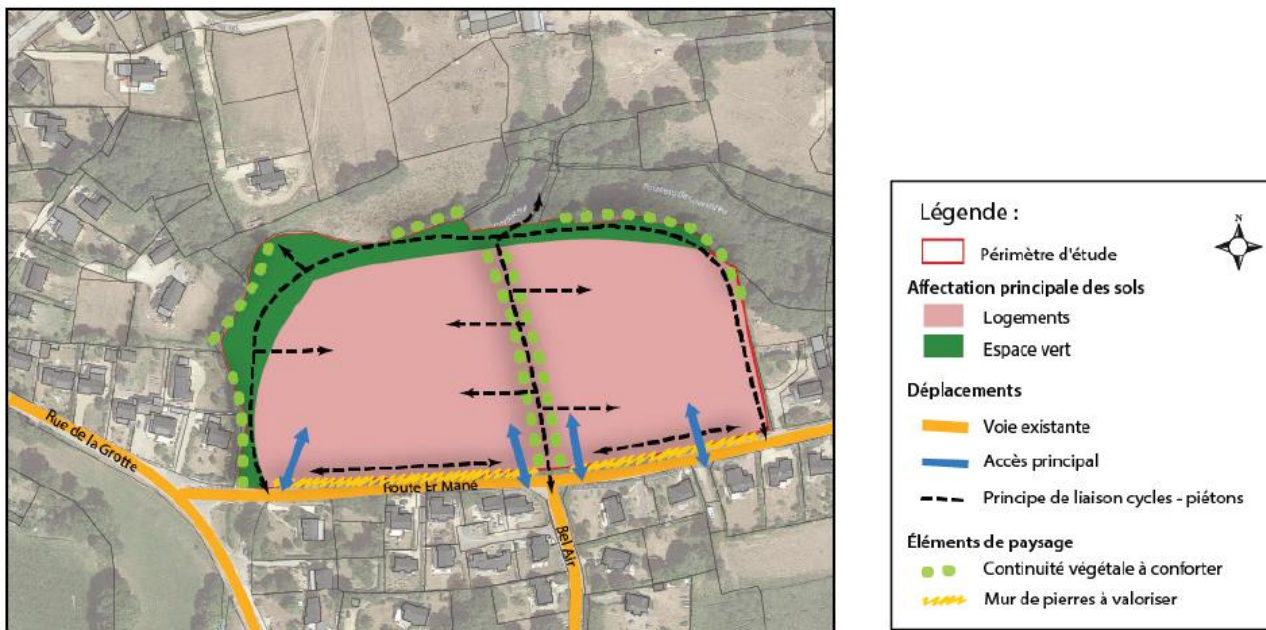 Rue de la Grotte
Route Er Mané
Bel Air
Légende :
N
Périmètre d'étude
Affectation principale des sols
Logements
Espace vert
Déplacements
Voie existante
Accès principal
Principe de liaison cycles - piétons
Éléments de paysage
Continuité végétale à conforter
Mur de pierres à valoriser